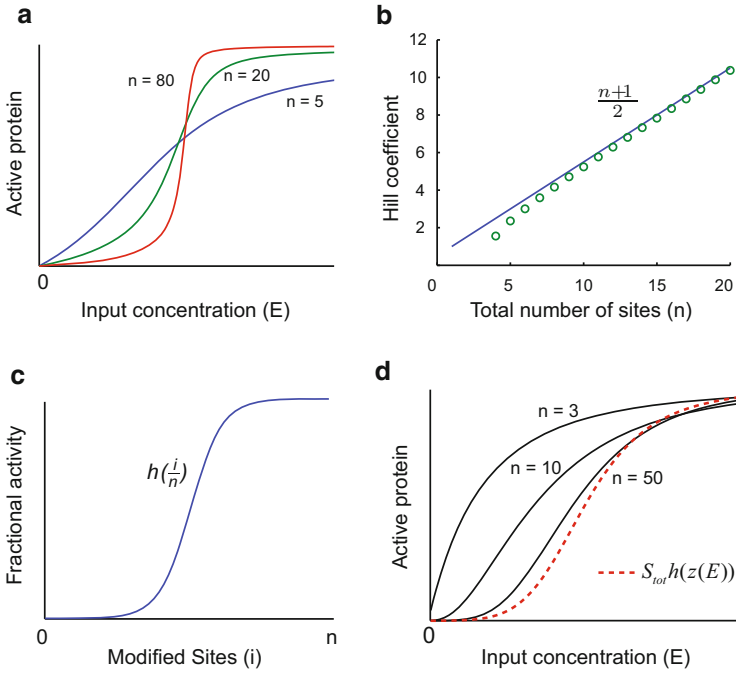 a
Active protein
n = 80
n = 20
n = 5
0
Input concentration (E)
b
Hill coefficient
12
10
8
6
4
2
n+1
2
0
5
10
15
20
Total number of sites (n)
c
Fractional activity
h(i/n)
0
n
Modified Sites (i)
d
Active protein
n = 3
n = 10
n = 50
S_tot h(z(E))
0
Input concentration (E)